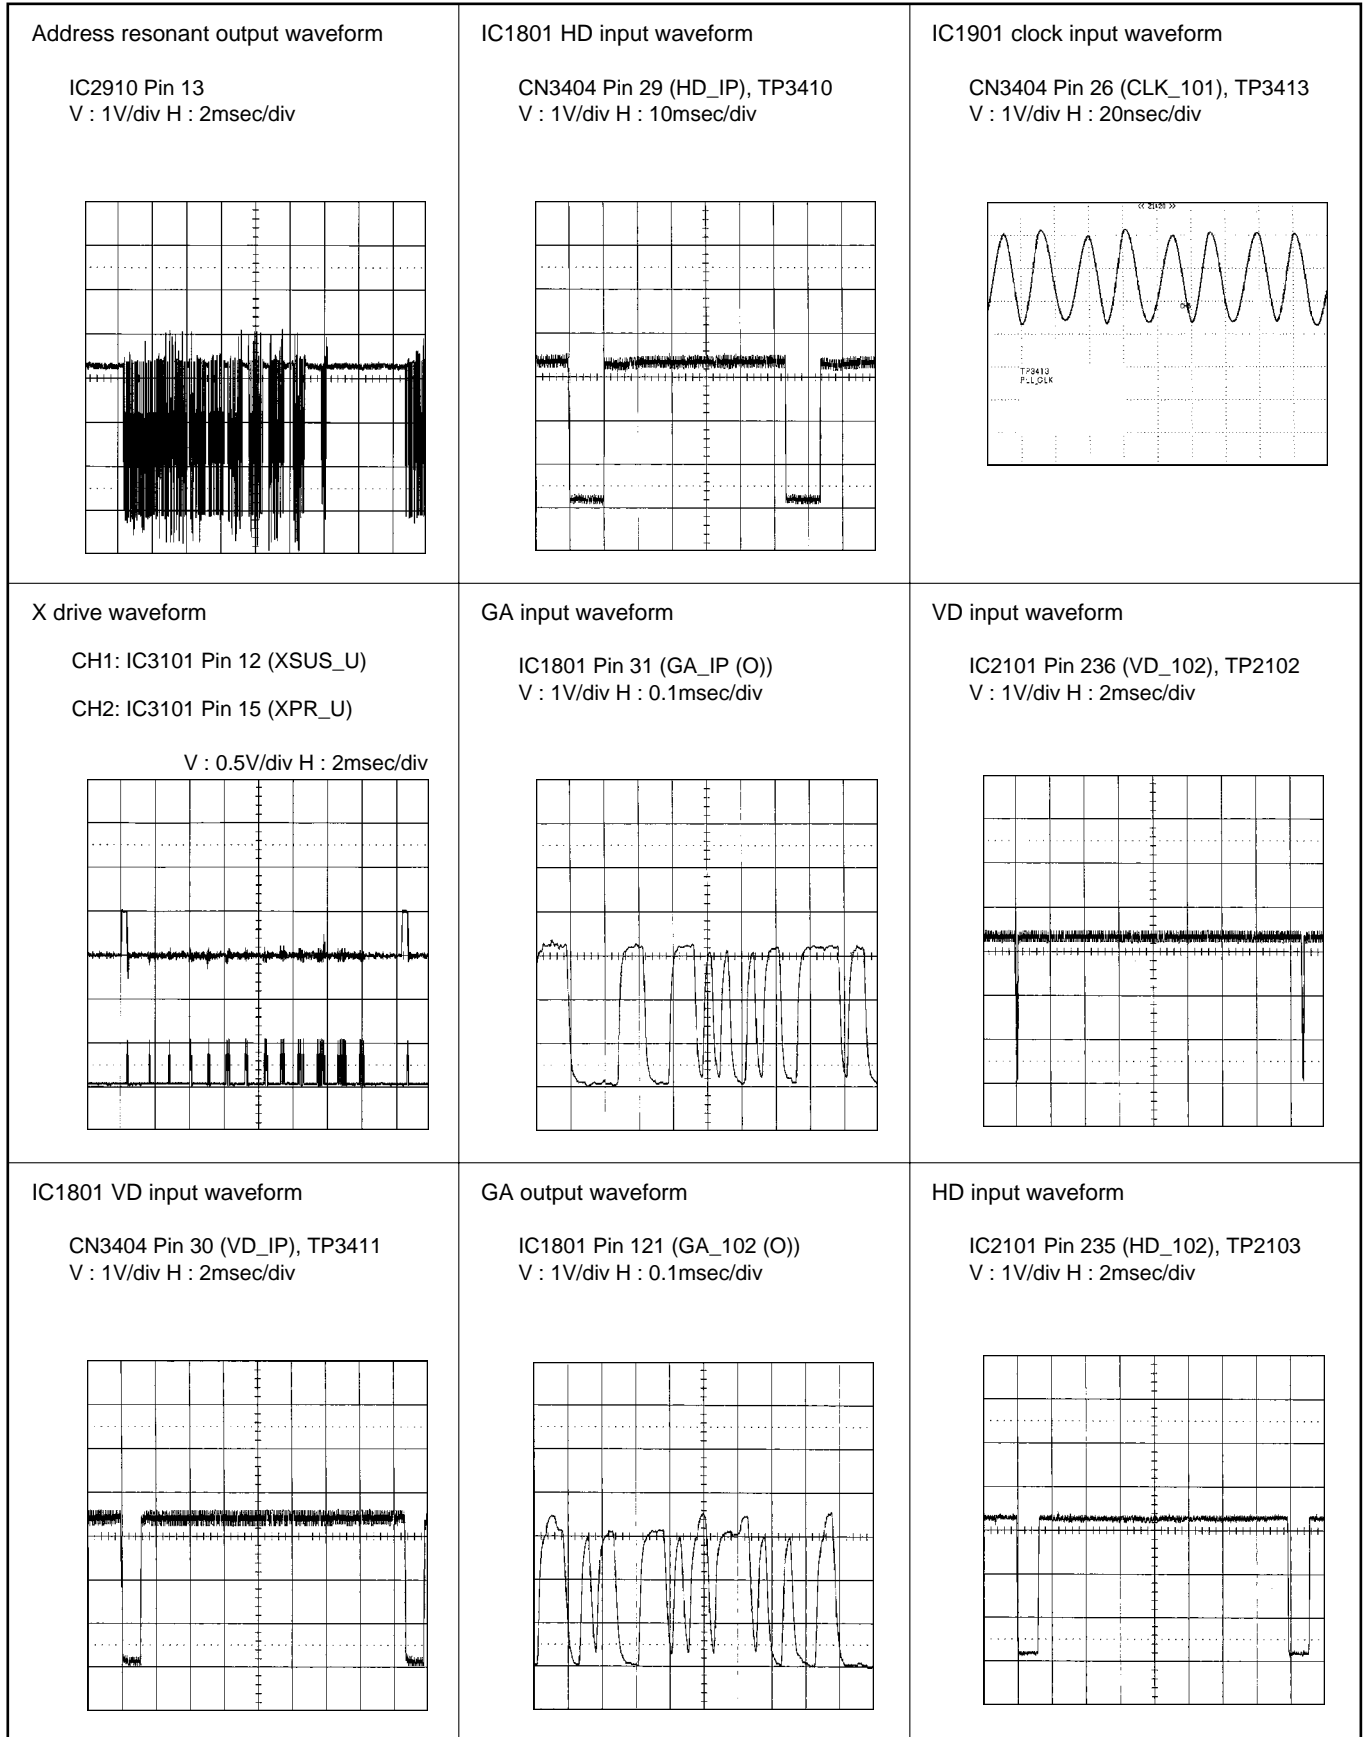 Address resonant output waveform
IC2910 Pin 13
V : 1V/div H : 2msec/div
IC1801 HD input waveform
CN3404 Pin 29 (HD_IP), TP3410
V : 1V/div H : 10msec/div
IC1901 clock input waveform
CN3404 Pin 26 (CLK_101), TP3413
V : 1V/div H : 20nsec/div
TP3413
PLL_CLK
X drive waveform
CH1: IC3101 Pin 12 (XSUS_U)
CH2: IC3101 Pin 15 (XPR_U)
V : 0.5V/div H : 2msec/div
GA input waveform
IC1801 Pin 31 (GA_IP (O))
V : 1V/div H : 0.1msec/div
VD input waveform
IC2101 Pin 236 (VD_102), TP2102
V : 1V/div H : 2msec/div
IC1801 VD input waveform
CN3404 Pin 30 (VD_IP), TP3411
V : 1V/div H : 2msec/div
GA output waveform
IC1801 Pin 121 (GA_102 (O))
V : 1V/div H : 0.1msec/div
HD input waveform
IC2101 Pin 235 (HD_102), TP2103
V : 1V/div H : 2msec/div